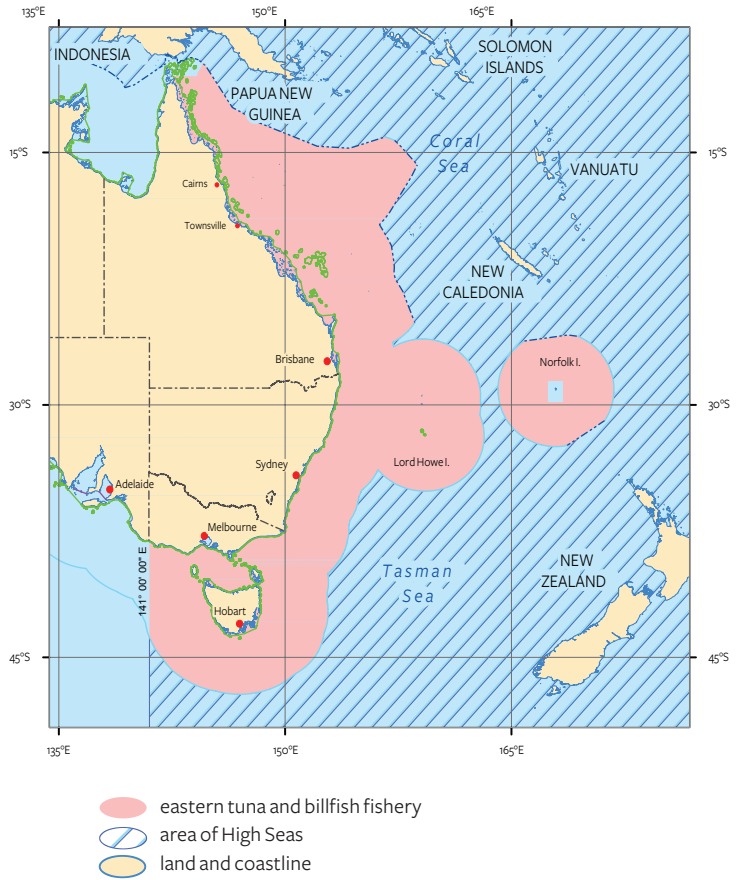 135°E
150°E
165°E
INDONESIA
SOLOMON
ISLANDS
PAPUA NEW
GUINEA
Coral
Sea
15°S
15°S
VANUATU
Cairns
Townsville
NEW
CALEDONIA
Brisbane
Norfolk I.
30°S
30°S
Lord Howe I.
Sydney
Adelaide
Melbourne
141° 00' 00" E
Tasman
Sea
NEW
ZEALAND
Hobart
45°S
45°S
135°E
150°E
165°E
eastern tuna and billfish fishery
area of High Seas
land and coastline